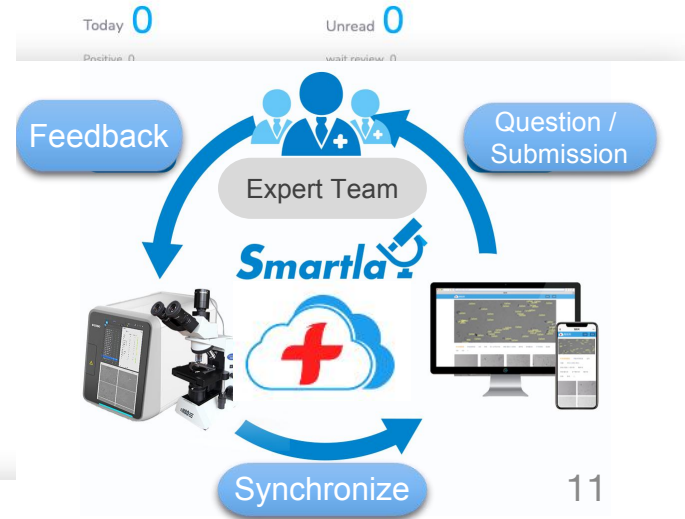 Today 0
Unread 0
Positive 0
wait review 0
Feedback
Question /
Submission
Expert Team
Smartla
Synchronize
11